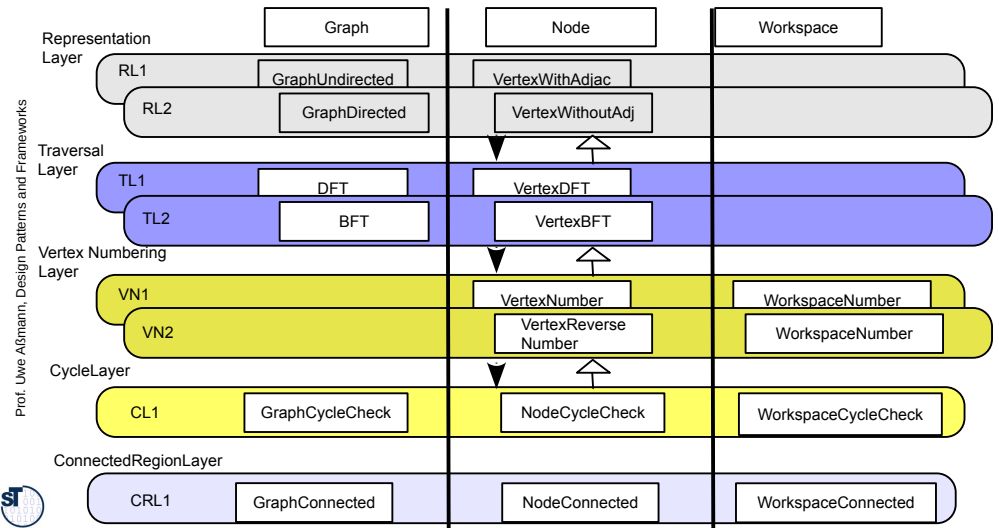 Graph
Node
Workspace
Representation
Layer
RL1
GraphUndirected
VertexWithAdjac
RL2
GraphDirected
VertexWithoutAdj
Traversal
Layer
TL1
DFT
VertexDFT
TL2
BFT
VertexBFT
Vertex Numbering
Layer
VN1
VertexNumber
WorkspaceNumber
VN2
VertexReverse
Number
WorkspaceNumber
CycleLayer
CL1
GraphCycleCheck
NodeCycleCheck
WorkspaceCycleCheck
ConnectedRegionLayer
CRL1
GraphConnected
NodeConnected
WorkspaceConnected
Prof. Uwe Aßmann, Design Patterns and Frameworks
ST